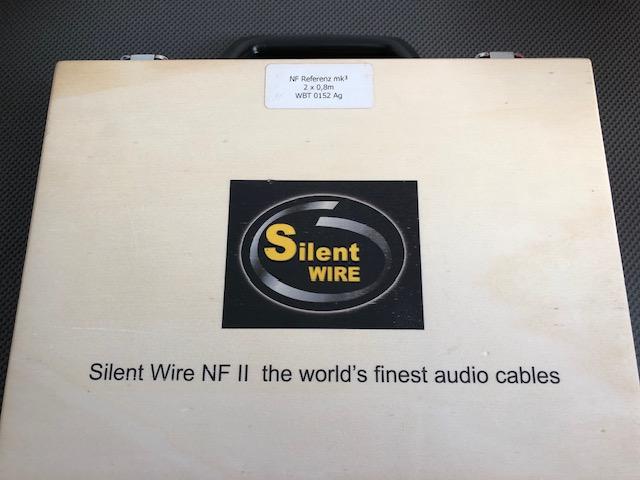 NF Referenz mk³
2 x 0,8m
WBT 0152 Ag
Silent
WIRE
Silent Wire NF II the world's finest audio cables